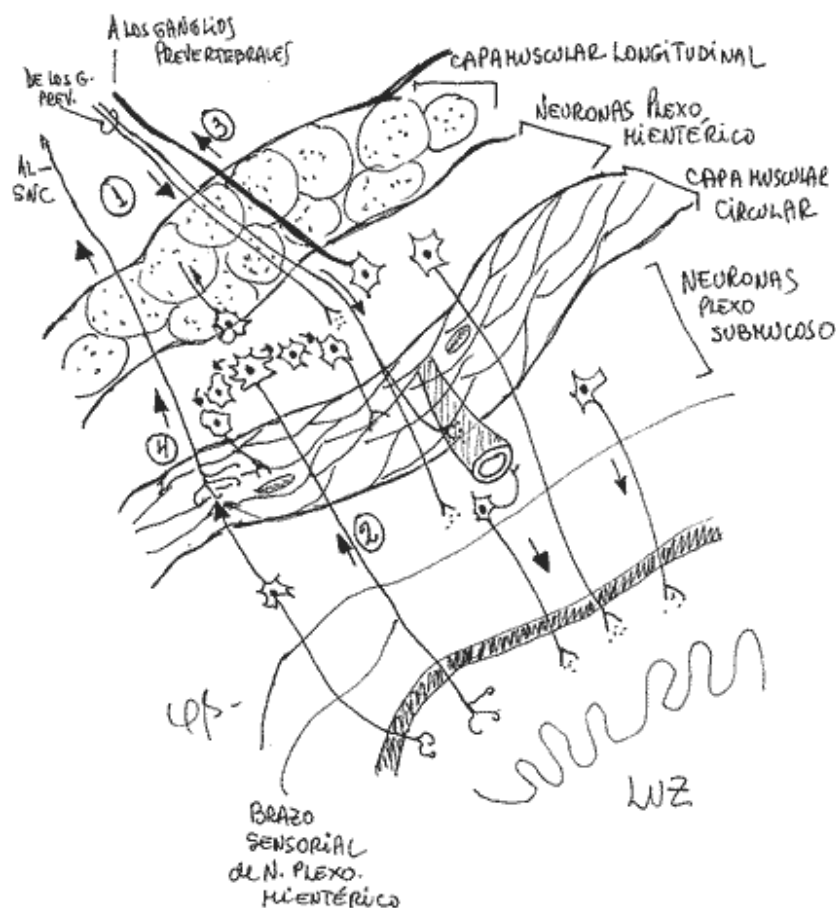 A LOS GANGLIOS
PREVERTEBRALES
DE LOS G.
PREV.
AL
SNC
1
3
CAPA MUSCULAR LONGITUDINAL
NEURONAS PLEXO
MIENTÉRICO
CAPA MUSCULAR
CIRCULAR
NEURONAS
PLEXO
SUBMUCOSO
4
2
LUZ
BRAZO
SENSORIAL
de N. PLEXO.
MIENTÉRICO